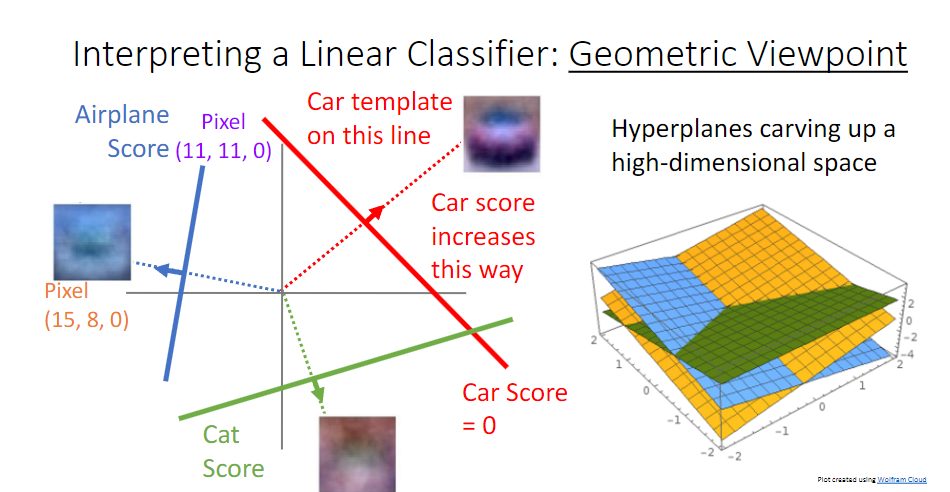 Interpreting a Linear Classifier: Geometric Viewpoint
Airplane
Score
Pixel
(11, 11, 0)
Car template
on this line
Car score
increases
this way
Pixel
(15, 8, 0)
Car Score
= 0
Cat
Score
Hyperplanes carving up a
high-dimensional space
2
0
-2
-4
2
1
0
-1
-2
2
1
0
-1
-2
Plot created using Wolfram Cloud